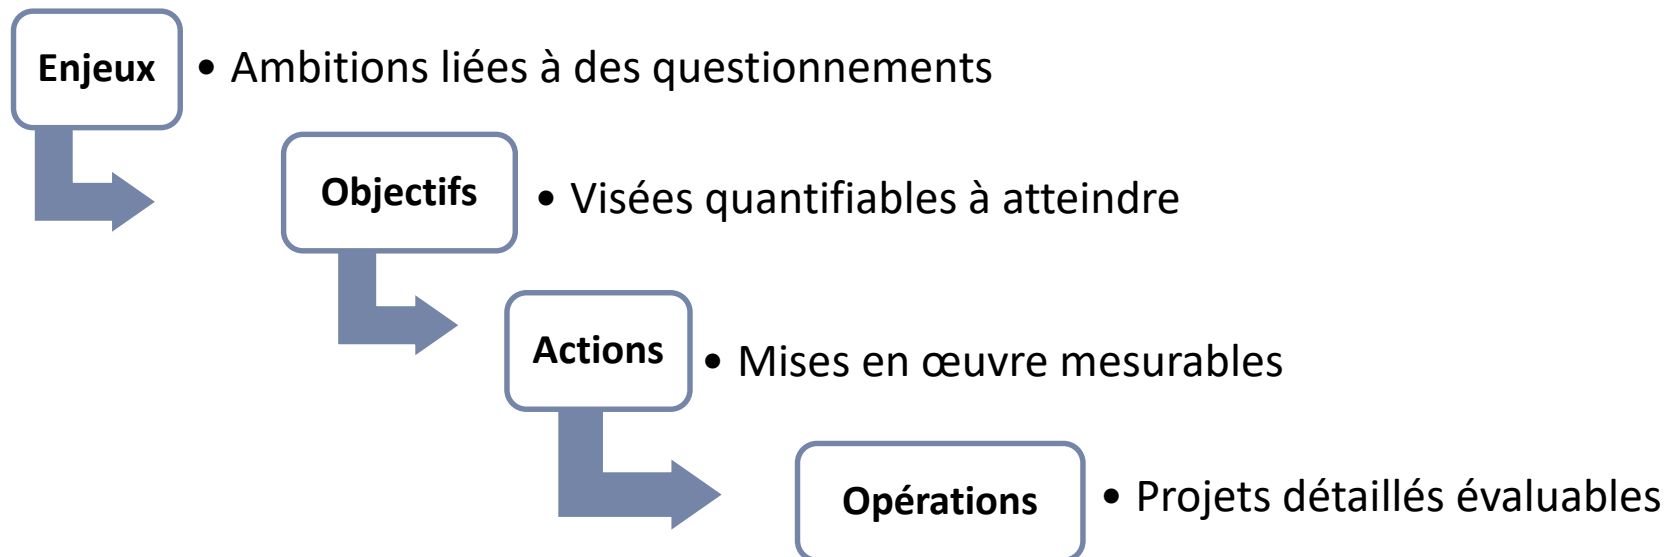 Enjeux
• Ambitions liées à des questionnements
Objectifs
• Visées quantifiables à atteindre
Actions
• Mises en œuvre mesurables
Opérations
• Projets détaillés évaluables